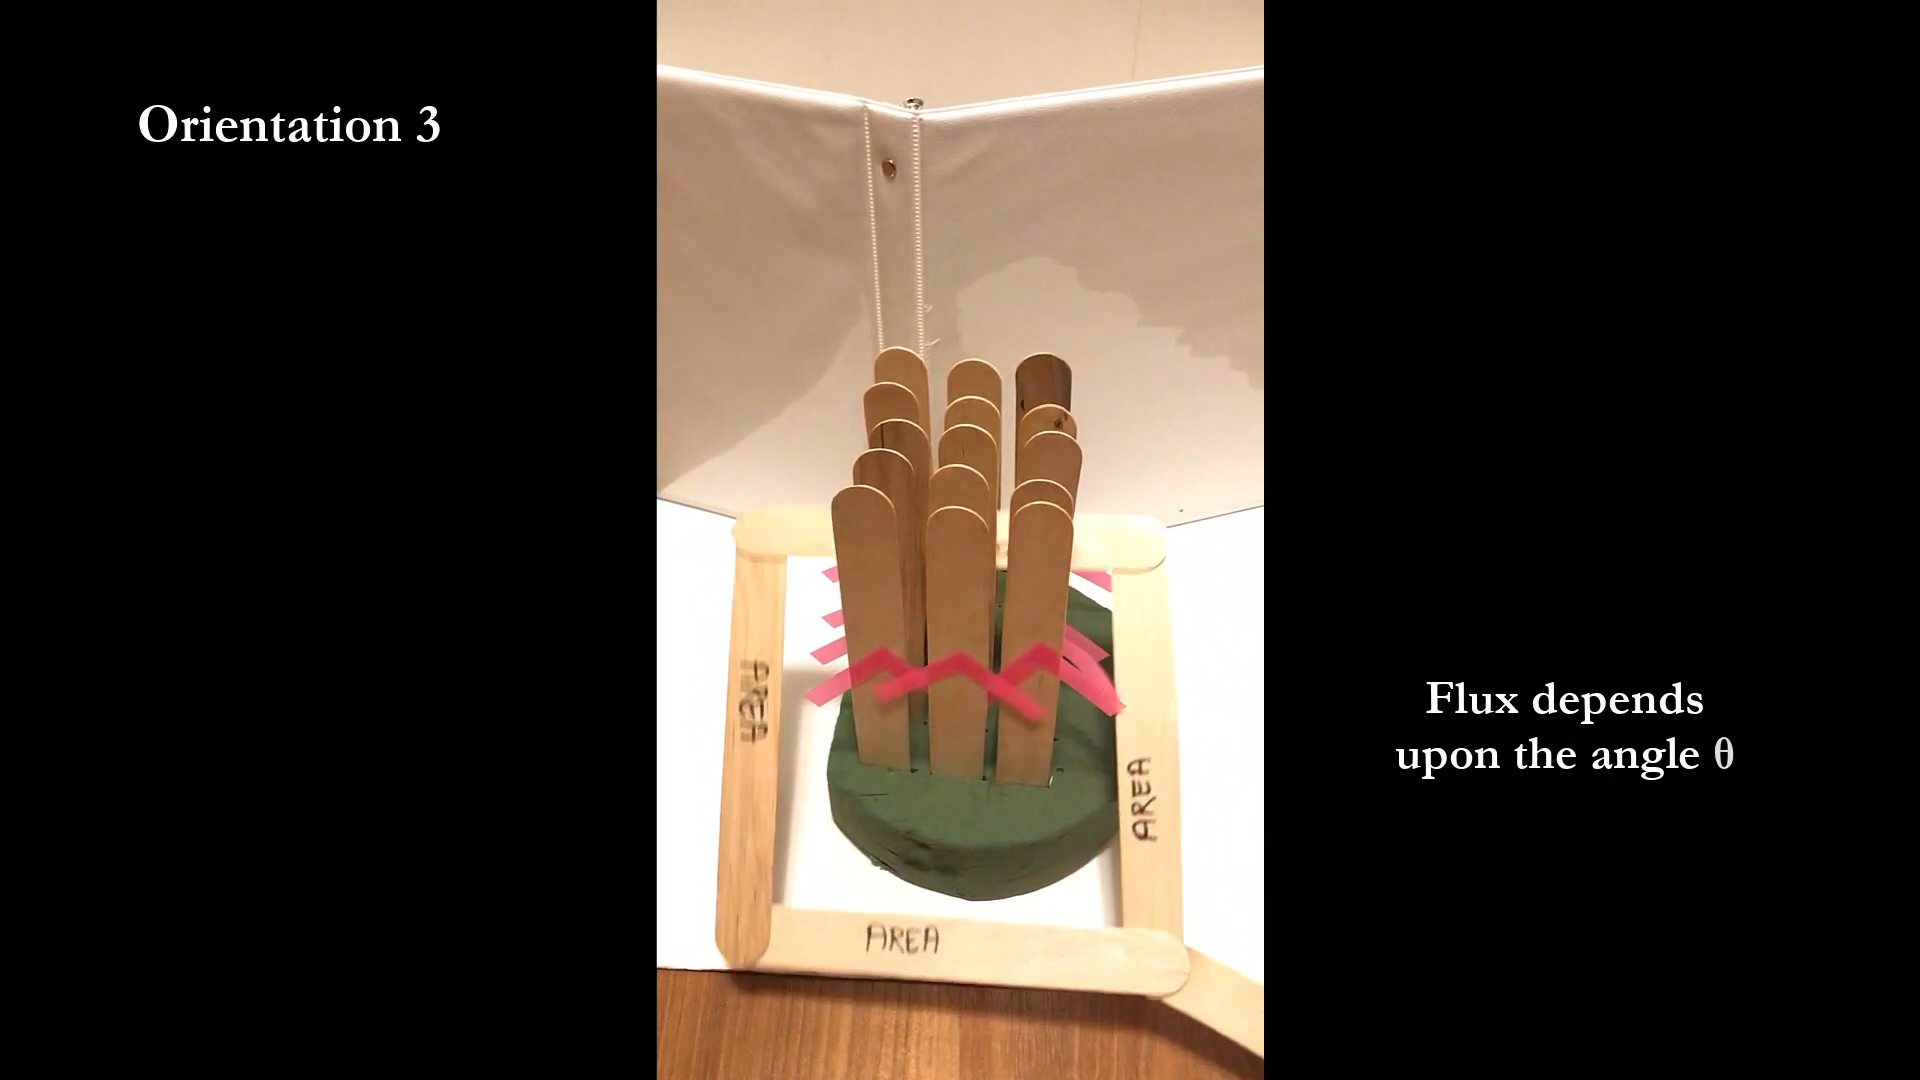 Orientation 3
Flux depends
upon the angle θ
AREA
AREA
AREA